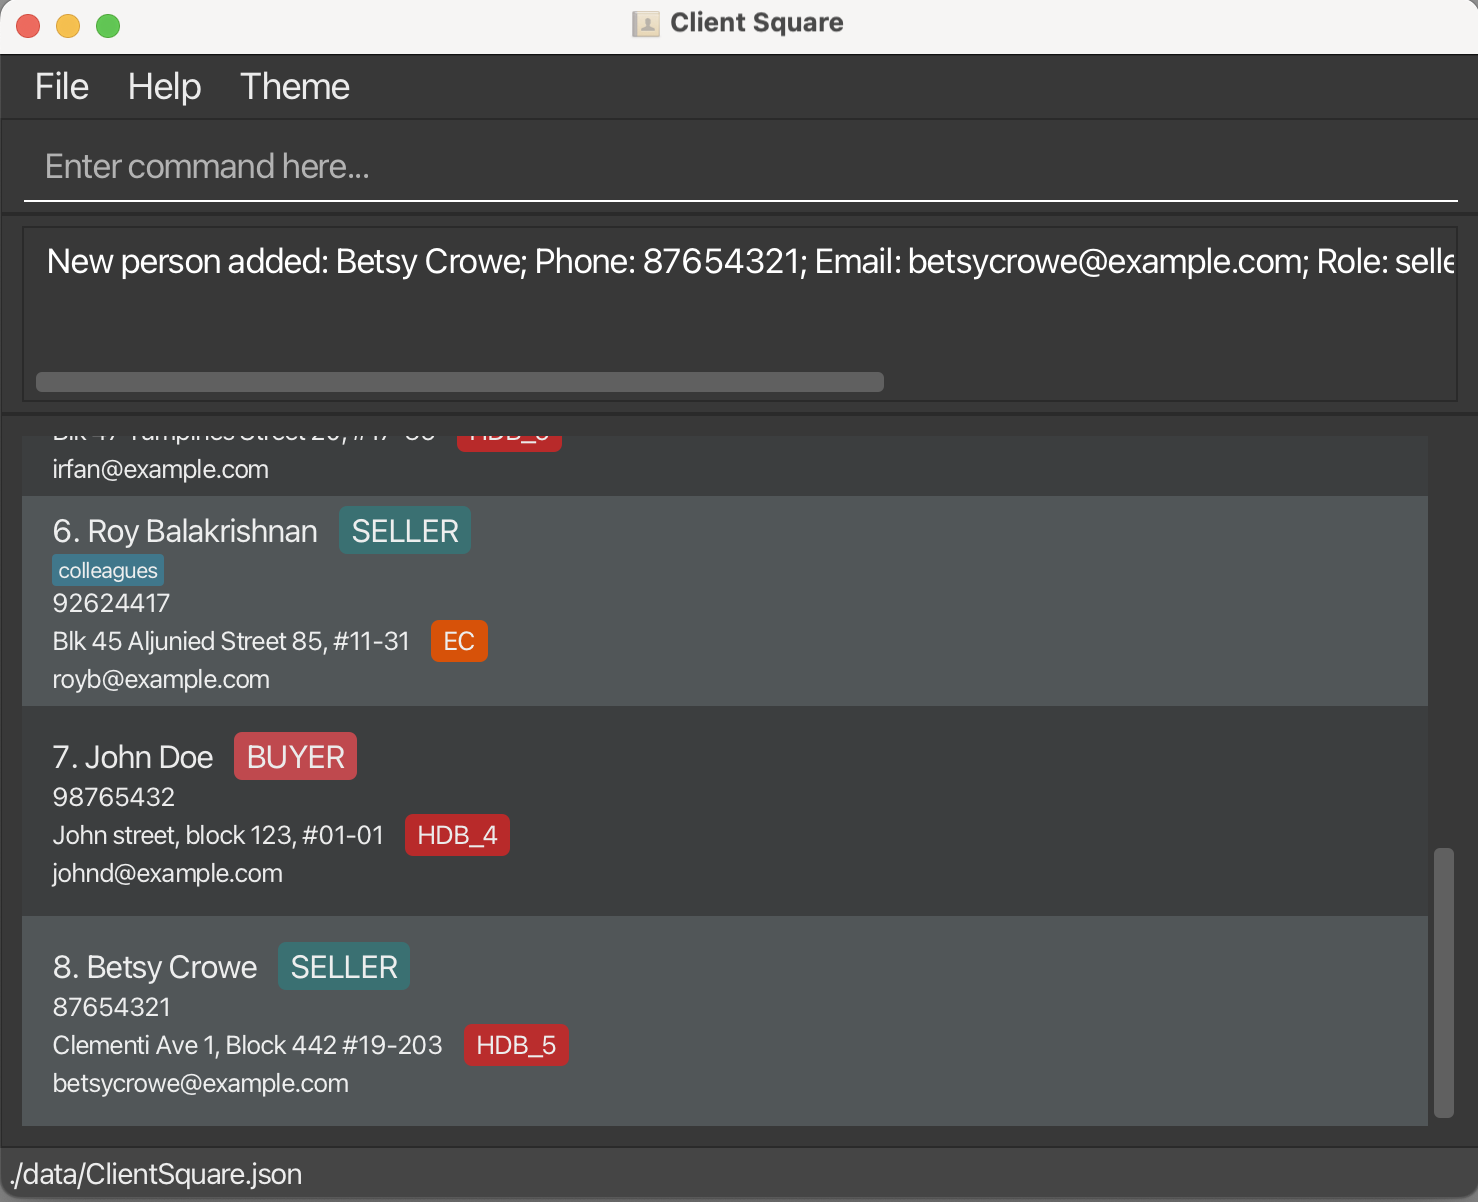 Client Square
File Help Theme
Enter command here...
New person added: Betsy Crowe; Phone: 87654321; Email: betsycrowe@example.com; Role: selle
irfan@example.com
6. Roy Balakrishnan SELLER
colleagues
92624417
Blk 45 Aljunied Street 85, #11-31 EC
royb@example.com
7. John Doe BUYER
98765432
John street, block 123, #01-01 HDB_4
johnd@example.com
8. Betsy Crowe SELLER
87654321
Clementi Ave 1, Block 442 #19-203 HDB_5
betsycrowe@example.com
./data/ClientSquare.json